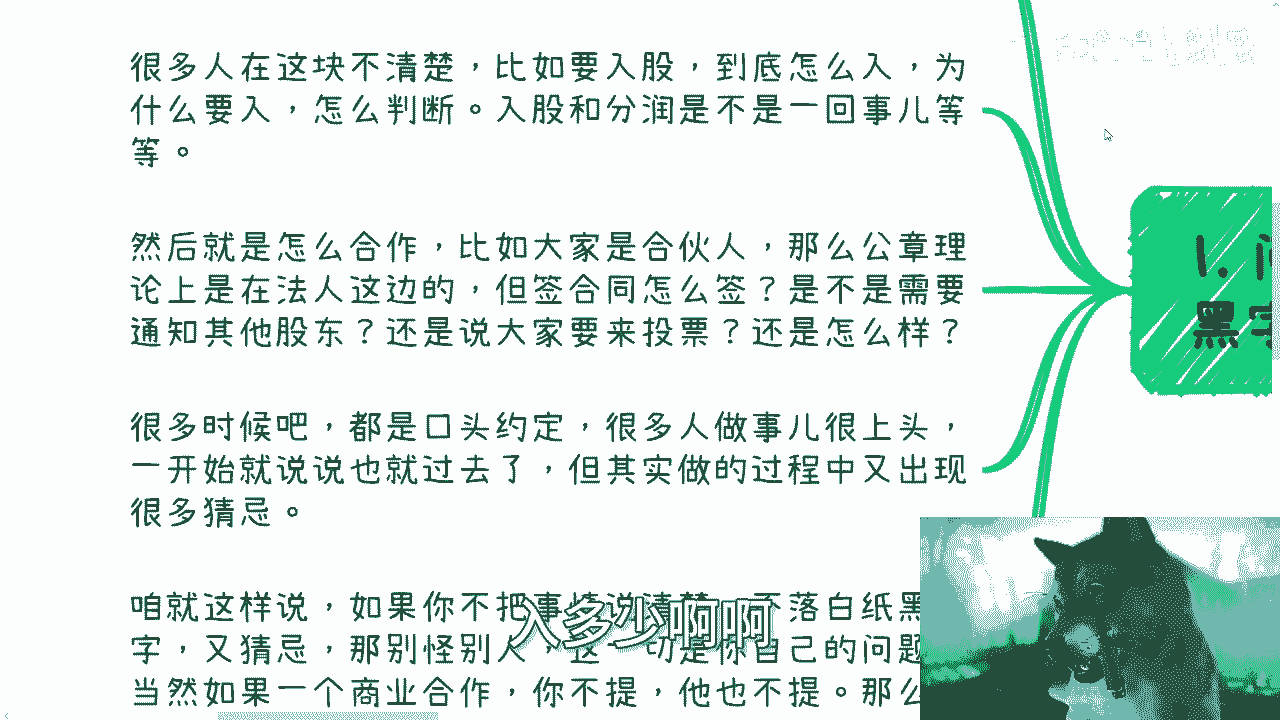 很多人在这块不清楚，比如要入股，到底怎么入，为
什么要入，怎么判断。入股和分润是不是一回事儿等
等。
然后就是怎么合作，比如大家是合伙人，那么公章理
论上是在法人这边的，但签合同怎么签？是不是需要
通知其他股东？还是说大家要来投票？还是怎么样？
很多时候吧，都是口头约定，很多人做事儿很上头，
一开始就说说也就过去了，但其实做的过程中又出现
很多猜忌。
咱就这样说，如果你不把事情说清楚，不落白纸黑
字，又猜忌，那别怪别人，这一切是你自己的问题
当然如果一个商业合作，你不提，他也不提。那么
入多少啊啊
1.
黑字